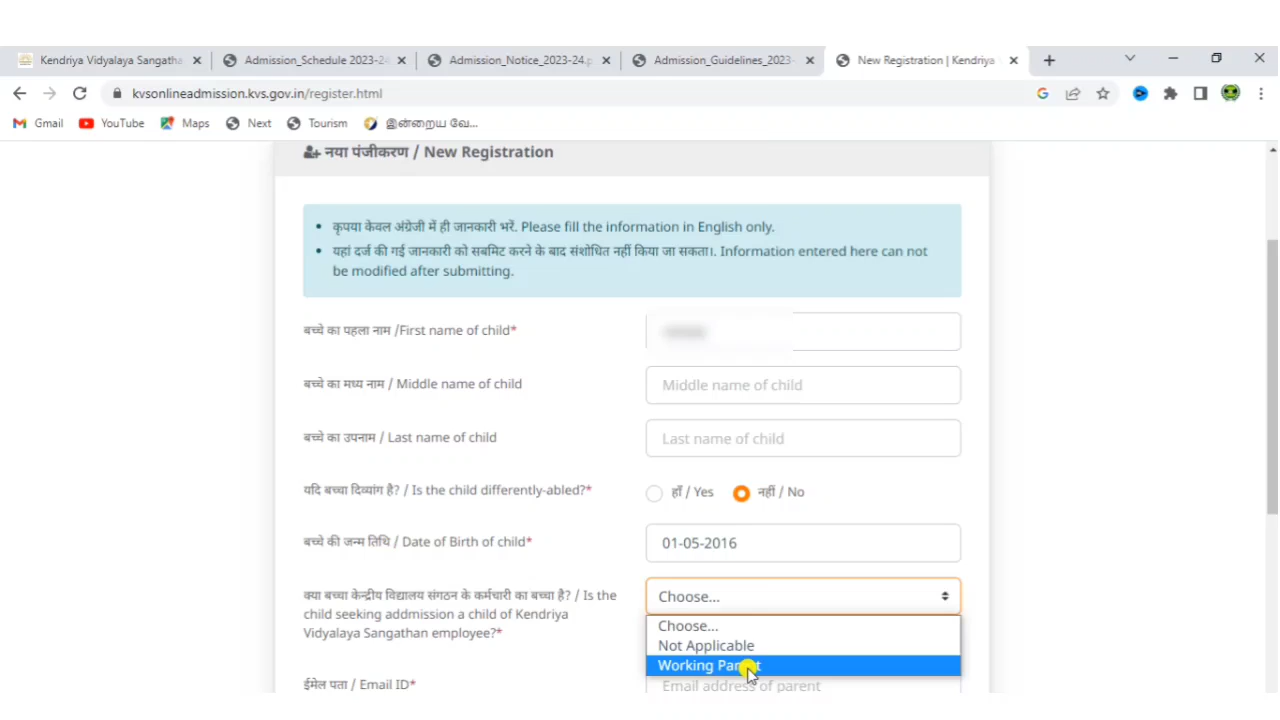 Kendriya Vidyalaya Sangatha
Admission_Schedule 2023-24
Admission_Notice_2023-24.p
Admission_Guidelines_2023-
New Registration | Kendriya
kvsonlineadmission.kvs.gov.in/register.html
Gmail YouTube Maps Next Tourism இன்றைய வே...
नया पंजीकरण / New Registration
कृपया केवल अंग्रेजी में ही जानकारी भरें. Please fill the information in English only.
यहां दर्ज की गई जानकारी को सबमिट करने के बाद संशोधित नहीं किया जा सकता।. Information entered here can not
be modified after submitting.
बच्चे का पहला नाम /First name of child*
बच्चे का मध्य नाम / Middle name of child
Middle name of child
बच्चे का उपनाम / Last name of child
Last name of child
यदि बच्चा दिव्यांग है? / Is the child differently-abled?*
हाँ / Yes नहीं / No
बच्चे की जन्म तिथि / Date of Birth of child*
01-05-2016
क्या बच्चा केन्द्रीय विद्यालय संगठन के कर्मचारी का बच्चा है? / Is the
child seeking addmission a child of Kendriya
Vidyalaya Sangathan employee?*
Choose...
Choose...
Not Applicable
Working Parent
ईमेल पता / Email ID*
Email address of parent